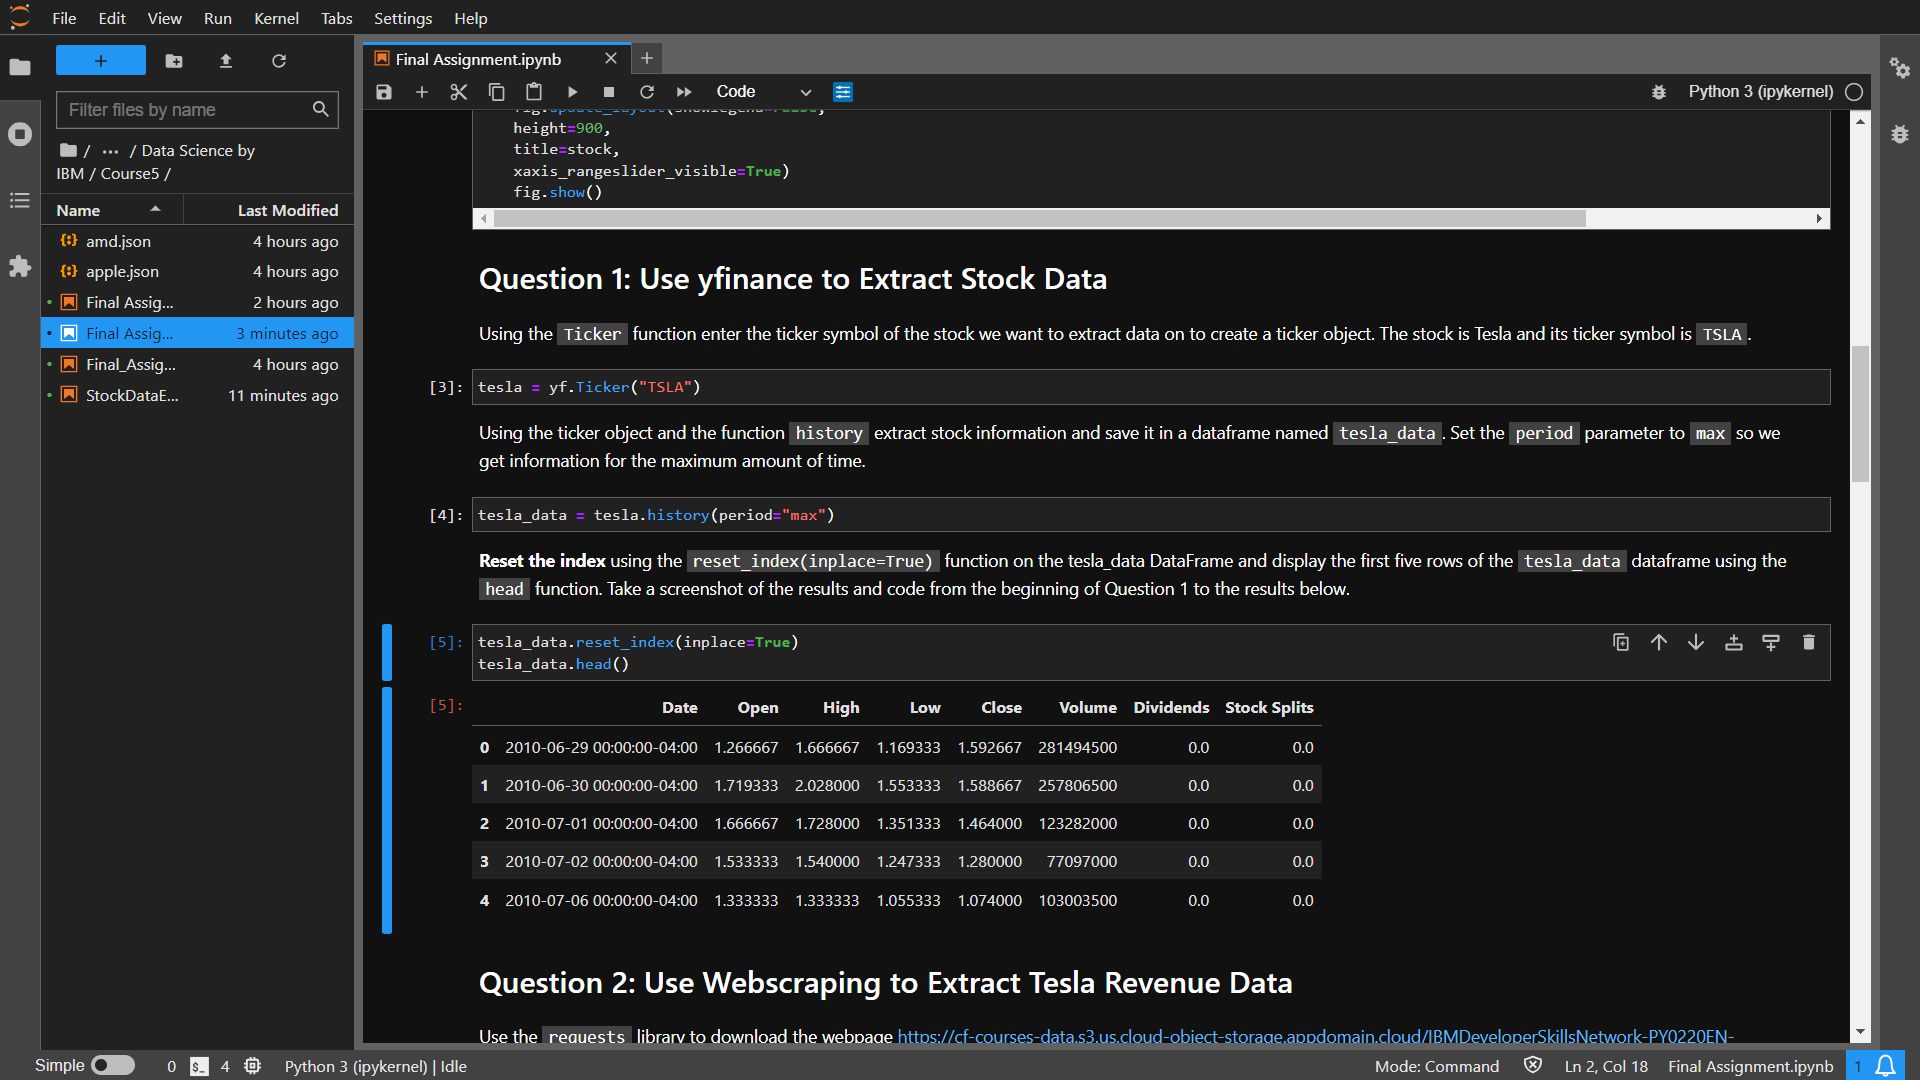 File Edit View Run Kernel Tabs Settings Help
+
Filter files by name
/ ··· / Data Science by
IBM / Course5 /
Name Last Modified
amd.json 4 hours ago
apple.json 4 hours ago
Final Assig... 2 hours ago
Final Assig... 3 minutes ago
Final_Assig... 4 hours ago
StockDataE... 11 minutes ago
Final Assignment.ipynb
Code
Python 3 (ipykernel)
fig.update_layout(showlegend=False,
height=900,
title=stock,
xaxis_rangeslider_visible=True)
fig.show()
Question 1: Use yfinance to Extract Stock Data
Using the Ticker function enter the ticker symbol of the stock we want to extract data on to create a ticker object. The stock is Tesla and its ticker symbol is TSLA .
[3]: tesla = yf.Ticker("TSLA")
Using the ticker object and the function history extract stock information and save it in a dataframe named tesla_data . Set the period parameter to max so we
get information for the maximum amount of time.
[4]: tesla_data = tesla.history(period="max")
Reset the index using the reset_index(inplace=True) function on the tesla_data DataFrame and display the first five rows of the tesla_data dataframe using the
head function. Take a screenshot of the results and code from the beginning of Question 1 to the results below.
[5]: tesla_data.reset_index(inplace=True)
tesla_data.head()
[5]: Date Open High Low Close Volume Dividends Stock Splits
0 2010-06-29 00:00:00-04:00 1.266667 1.666667 1.169333 1.592667 281494500 0.0 0.0
1 2010-06-30 00:00:00-04:00 1.719333 2.028000 1.553333 1.588667 257806500 0.0 0.0
2 2010-07-01 00:00:00-04:00 1.666667 1.728000 1.351333 1.464000 123282000 0.0 0.0
3 2010-07-02 00:00:00-04:00 1.533333 1.540000 1.247333 1.280000 77097000 0.0 0.0
4 2010-07-06 00:00:00-04:00 1.333333 1.333333 1.055333 1.074000 103003500 0.0 0.0
Question 2: Use Webscraping to Extract Tesla Revenue Data
Use the requests library to download the webpage https://cf-courses-data.s3.us.cloud-object-storage.appdomain.cloud/IBMDeveloperSkillsNetwork-PY0220EN-
Simple 0 $_ 4 Python 3 (ipykernel) | Idle Mode: Command Ln 2, Col 18 Final Assignment.ipynb 1